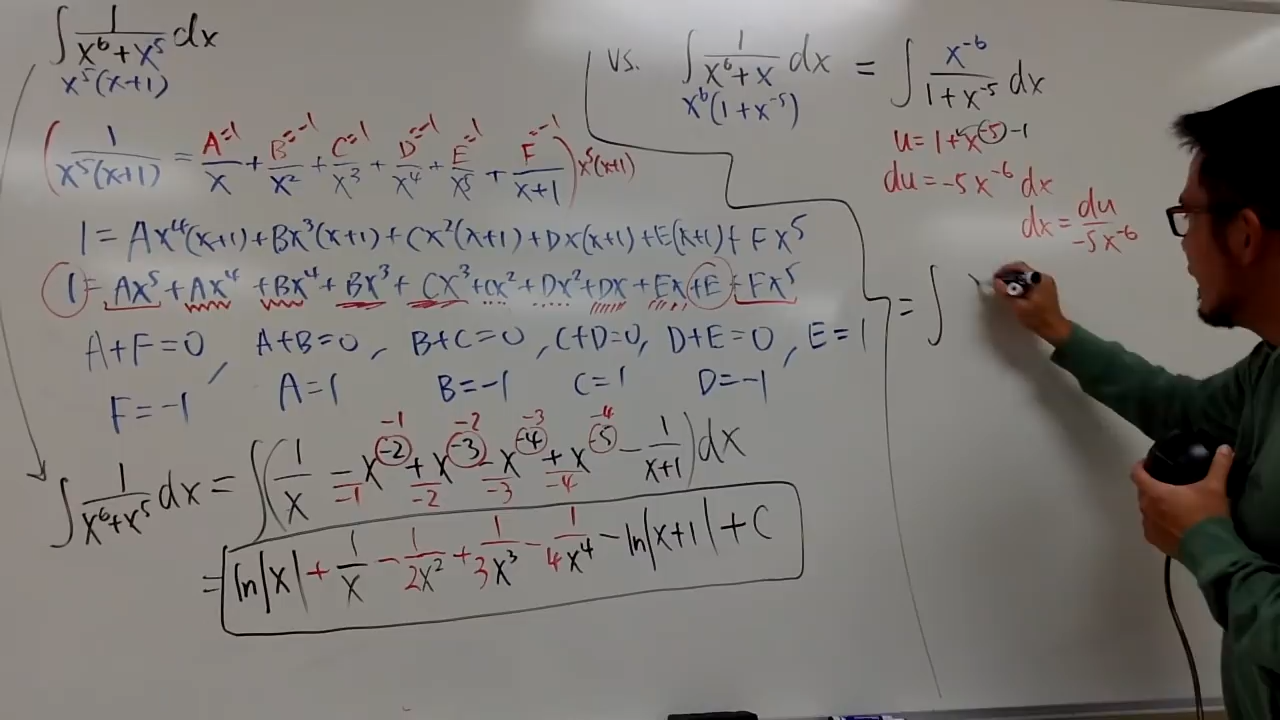 ∫ 1/(x⁶+x⁵) dx
x⁵(x+1)
(1/(x⁵(x+1)) = A/x + B/x² + C/x³ + D/x⁴ + E/x⁵ + F/(x+1)) x⁵(x+1)
1 = Ax⁴(x+1)+Bx³(x+1)+Cx²(x+1)+Dx(x+1)+E(x+1)+Fx⁵
1 = Ax⁵+Ax⁴+Bx⁴+Bx³+Cx³+Cx²+Dx²+Dx+Ex+E+Fx⁵
A+F=0, A+B=0, B+C=0, C+D=0, D+E=0, E=1
F=-1 A=1 B=-1 C=1 D=-1
-1 -2 -3 -4
∫ 1/(x⁶+x⁵) dx = ∫(1/x - x⁻² + x⁻³ - x⁻⁴ + x⁻⁵ - 1/(x+1)) dx
-1 -2 -3 -4
= ln|x| + 1/x - 1/(2x²) + 1/(3x³) - 1/(4x⁴) - ln|x+1| + C
vs. ∫ 1/(x⁶+x) dx = ∫ x⁻⁶/(1+x⁻⁵) dx
x⁶(1+x⁻⁵)
u = 1+x⁻⁵ -1
du = -5x⁻⁶ dx
dx = du/(-5x⁻⁶)
= ∫